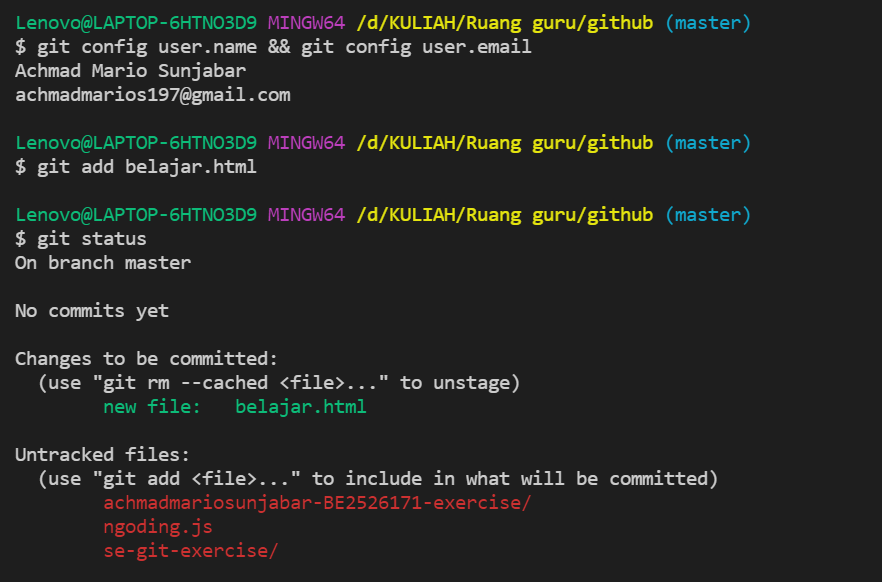 Lenovo@LAPTOP-6HTNO3D9 MINGW64 /d/KULIAH/Ruang guru/github (master)
$ git config user.name && git config user.email
Achmad Mario Sunjabar
achmadmarios197@gmail.com

Lenovo@LAPTOP-6HTNO3D9 MINGW64 /d/KULIAH/Ruang guru/github (master)
$ git add belajar.html

Lenovo@LAPTOP-6HTNO3D9 MINGW64 /d/KULIAH/Ruang guru/github (master)
$ git status
On branch master

No commits yet

Changes to be committed:
  (use "git rm --cached <file>..." to unstage)
        new file:   belajar.html

Untracked files:
  (use "git add <file>..." to include in what will be committed)
        achmadmariosunjabar-BE2526171-exercise/
        ngoding.js
        se-git-exercise/